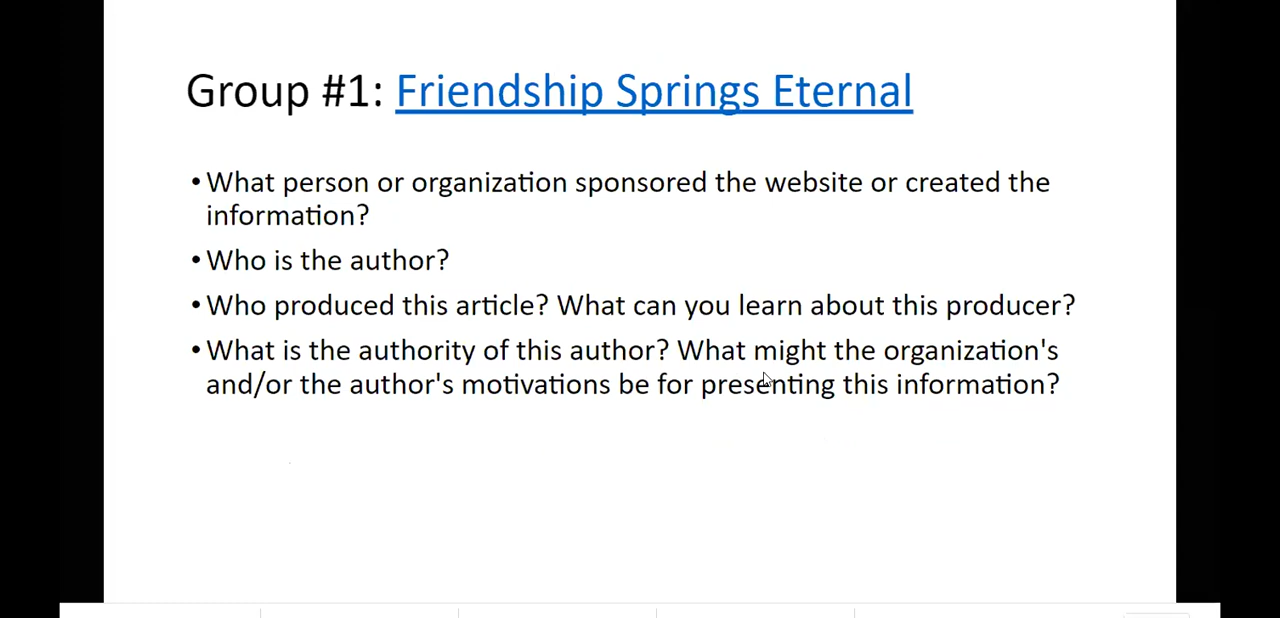 Group #1: Friendship Springs Eternal
•What person or organization sponsored the website or created the
information?
•Who is the author?
•Who produced this article? What can you learn about this producer?
•What is the authority of this author? What might the organization's
and/or the author's motivations be for presenting this information?